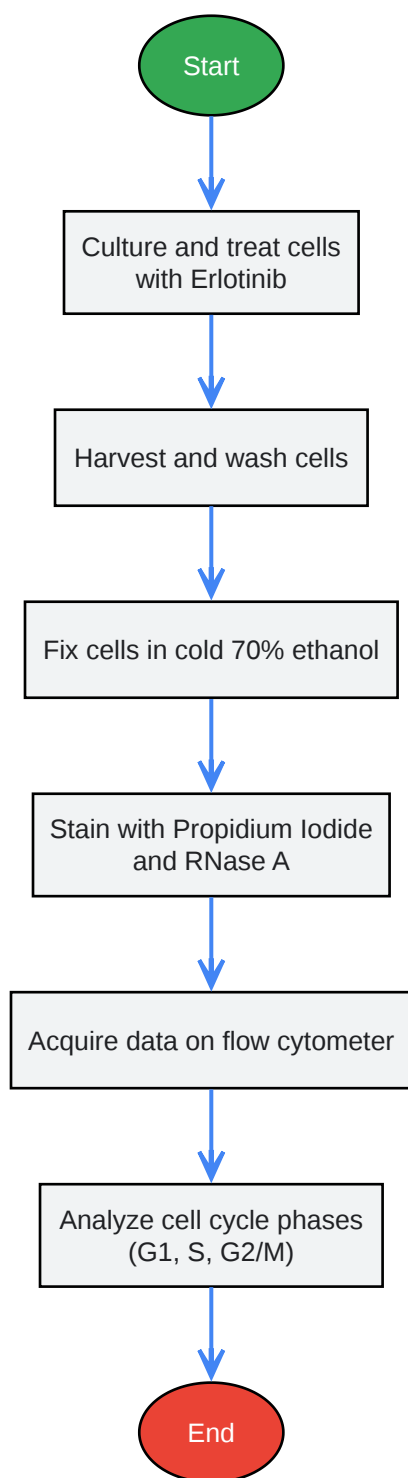 Start
Culture and treat cells
with Erlotinib
Harvest and wash cells
Fix cells in cold 70% ethanol
Stain with Propidium Iodide
and RNase A
Acquire data on flow cytometer
Analyze cell cycle phases
(G1, S, G2/M)
End